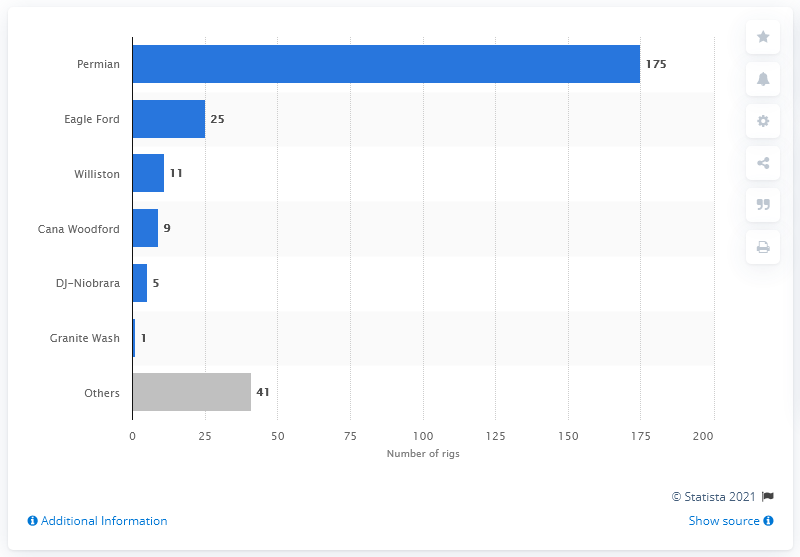 Permian 175
Eagle Ford 25
Williston 11
Cana Woodford 9
DJ-Niobrara 5
Granite Wash 1
Others 41
0 25 50 75 100 125 150 175 200
Number of rigs
© Statista 2021
Additional Information Show source